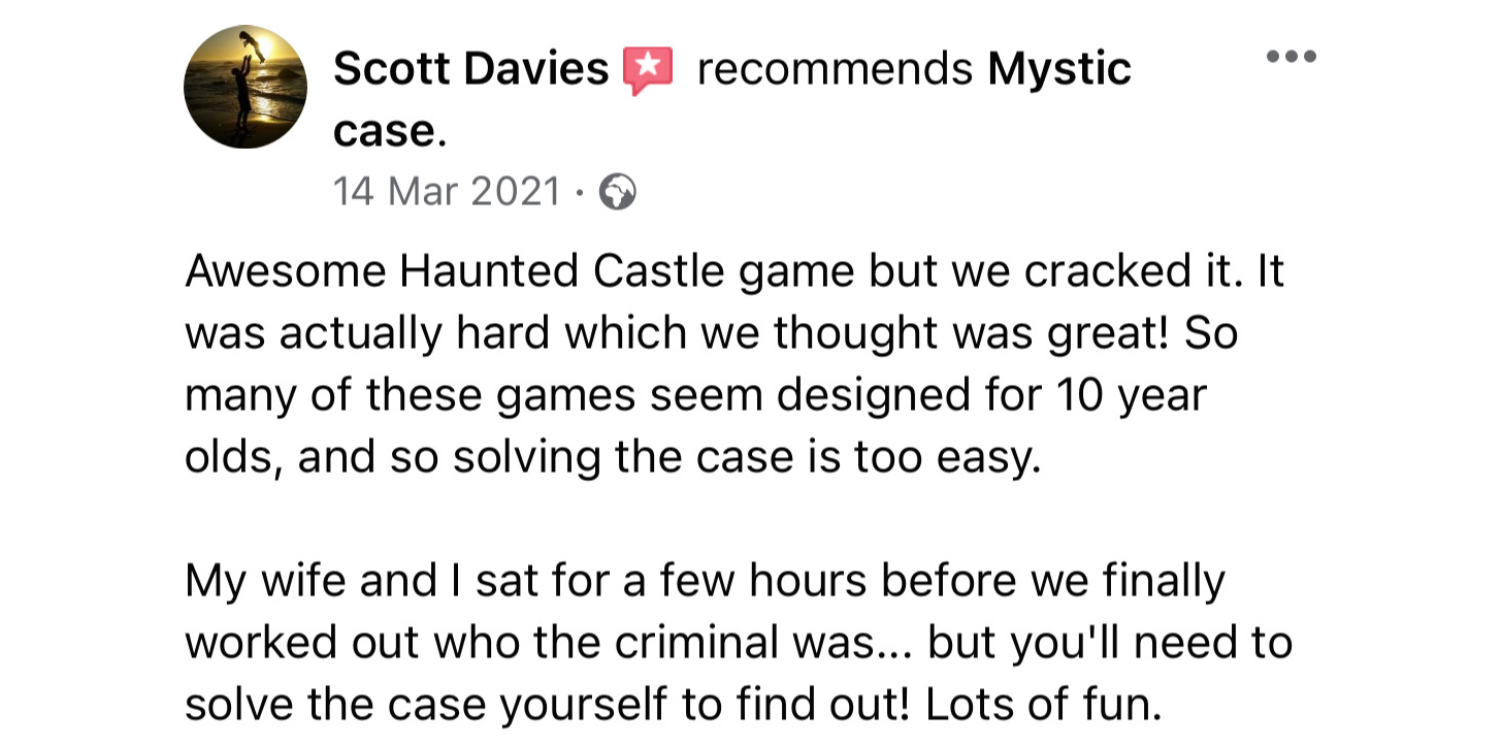 Scott Davies recommends Mystic
case.
14 Mar 2021 ·
Awesome Haunted Castle game but we cracked it. It
was actually hard which we thought was great! So
many of these games seem designed for 10 year
olds, and so solving the case is too easy.
My wife and I sat for a few hours before we finally
worked out who the criminal was... but you'll need to
solve the case yourself to find out! Lots of fun.